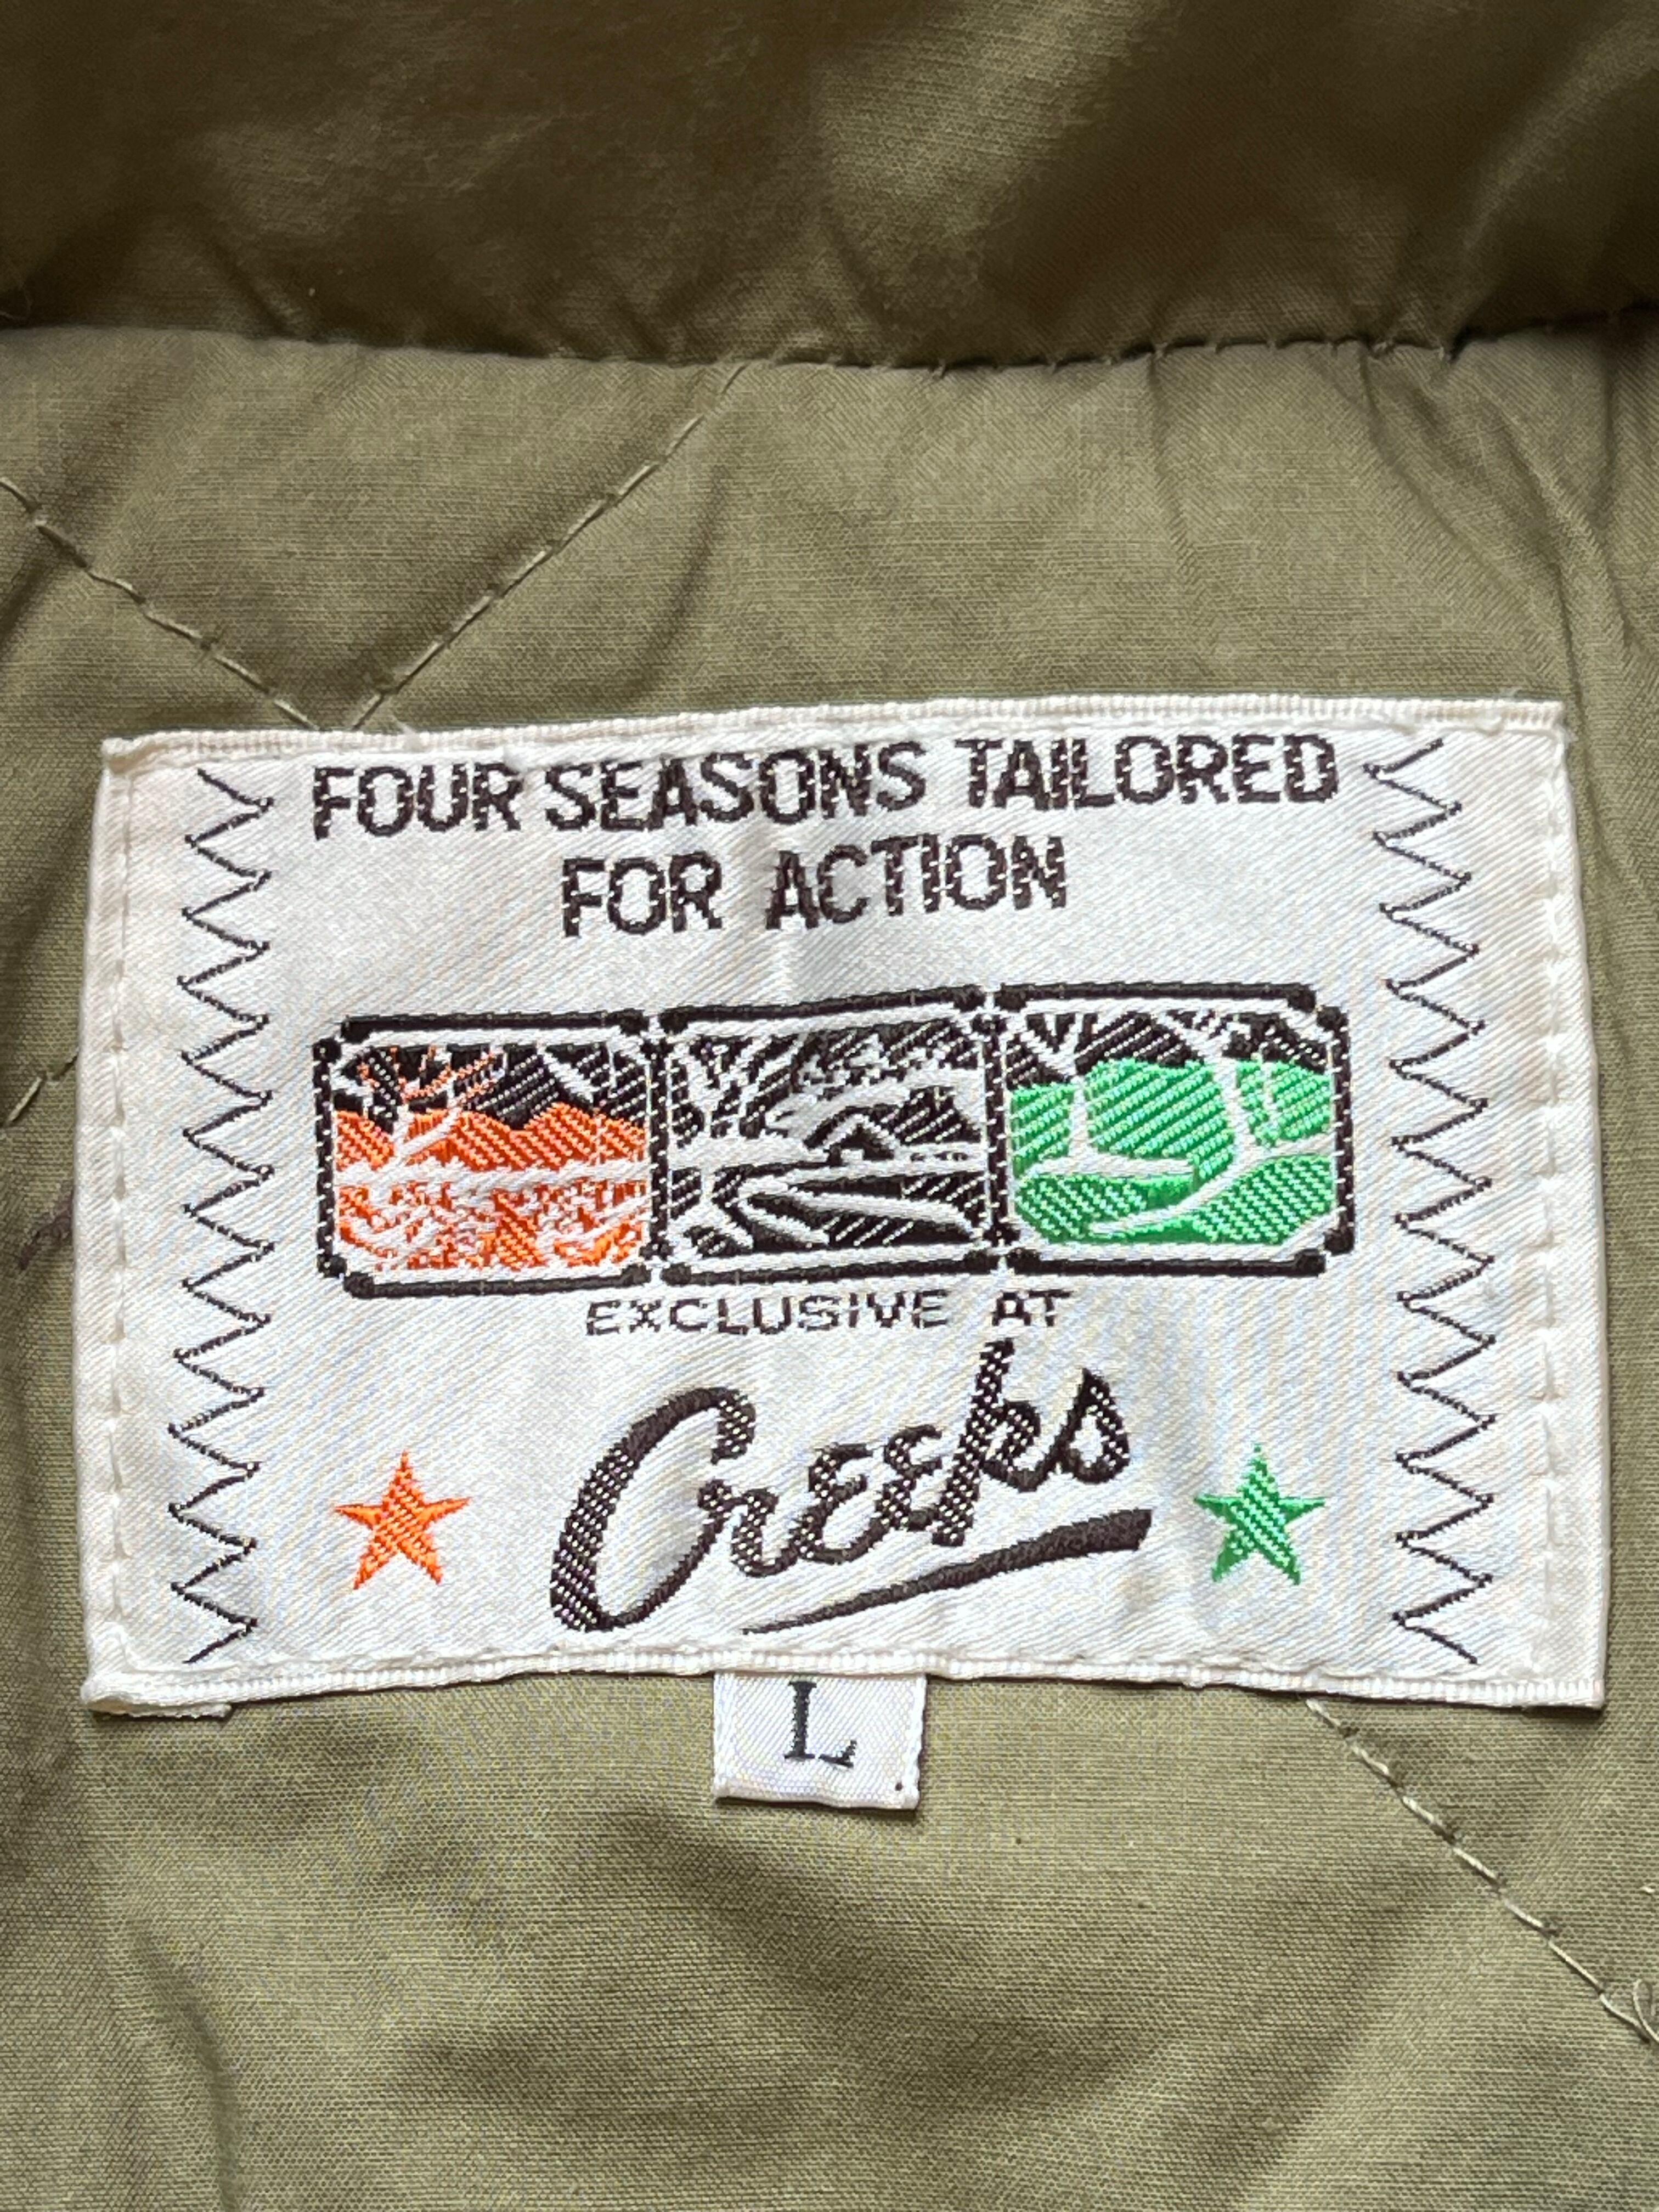 FOUR SEASONS TAILORED
FOR ACTION
EXCLUSIVE AT
Creeks
L